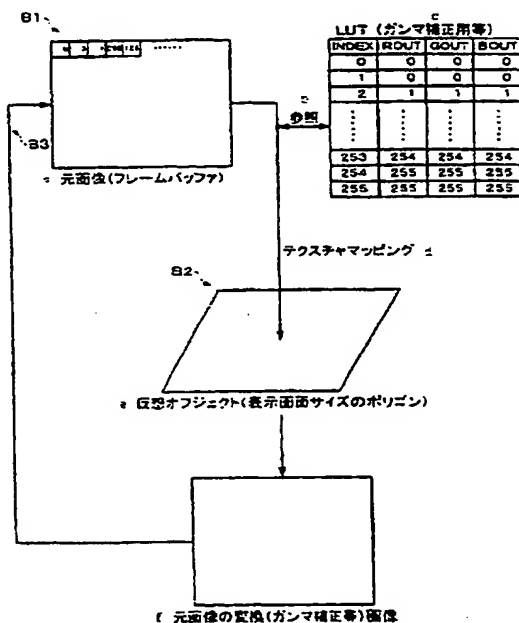 B1
LUT (ガンマ補正用等)
INDEX ROUT GOUT BOUT
0 0 0 0
1 0 0 0
2 1 1 1
253 254 254 254
254 255 255 255
255 255 255 255
参照
B3
元画像(フレームバッファ)
テクスチャマッピング
B2
仮想オブジェクト(表示画面サイズのポリゴン)
f 元画像の変換(ガンマ補正等)画像